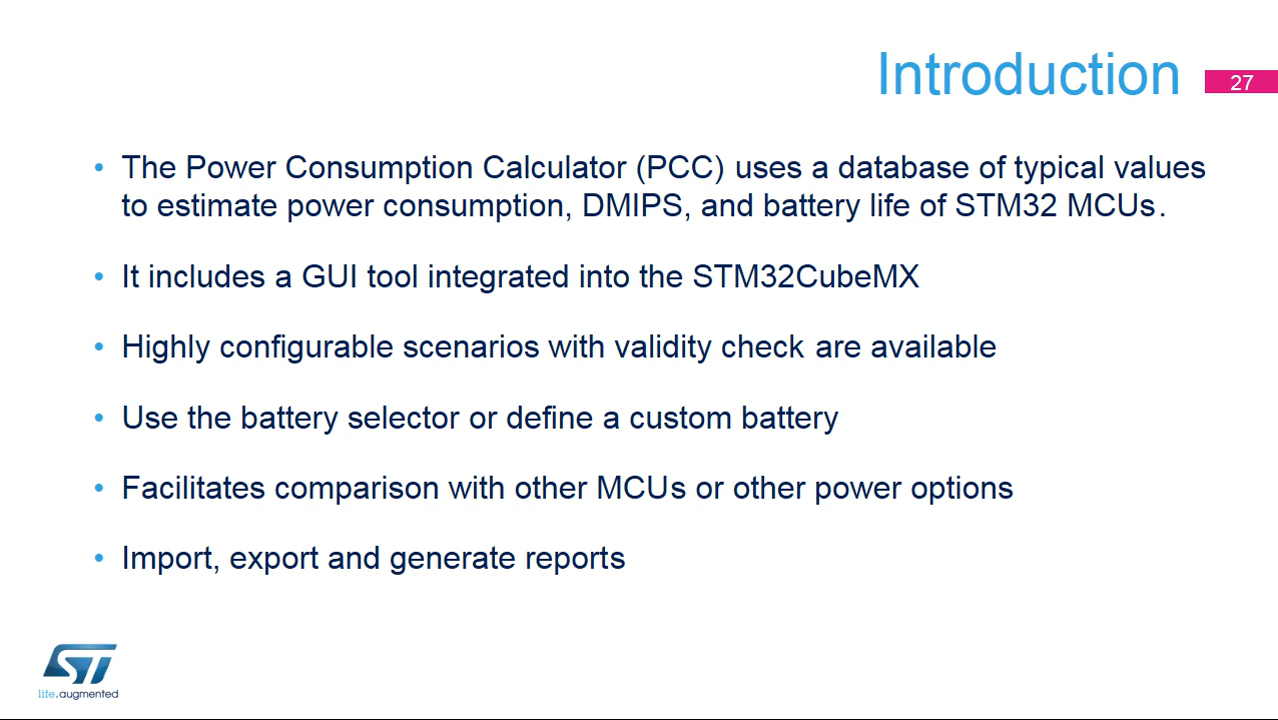 Introduction
27
• The Power Consumption Calculator (PCC) uses a database of typical values
to estimate power consumption, DMIPS, and battery life of STM32 MCUs.
• It includes a GUI tool integrated into the STM32CubeMX
• Highly configurable scenarios with validity check are available
• Use the battery selector or define a custom battery
• Facilitates comparison with other MCUs or other power options
• Import, export and generate reports
ST
life.augmented